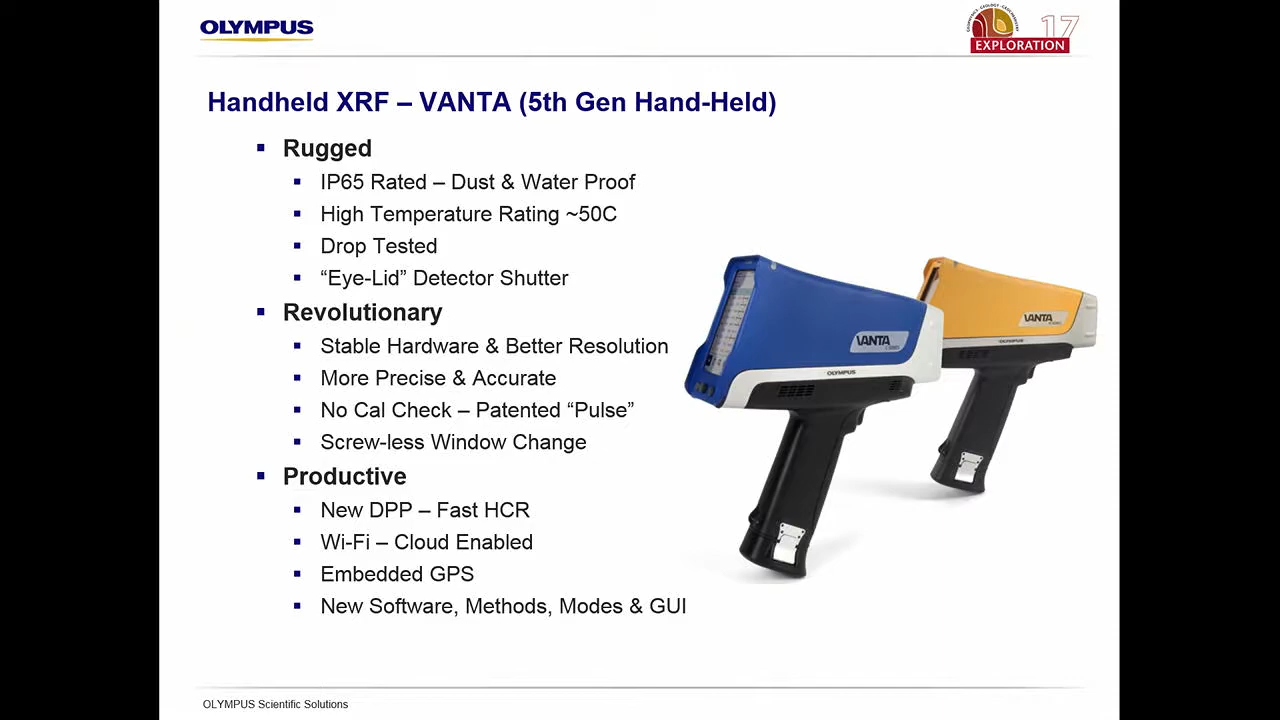 OLYMPUS
17
EXPLORATION
Handheld XRF – VANTA (5th Gen Hand-Held)
▪ Rugged
▪ IP65 Rated – Dust & Water Proof
▪ High Temperature Rating ~50C
▪ Drop Tested
▪ “Eye-Lid” Detector Shutter
▪ Revolutionary
▪ Stable Hardware & Better Resolution
▪ More Precise & Accurate
▪ No Cal Check – Patented “Pulse”
▪ Screw-less Window Change
▪ Productive
▪ New DPP – Fast HCR
▪ Wi-Fi – Cloud Enabled
▪ Embedded GPS
▪ New Software, Methods, Modes & GUI
VANTA
OLYMPUS
VANTA
OLYMPUS
OLYMPUS Scientific Solutions